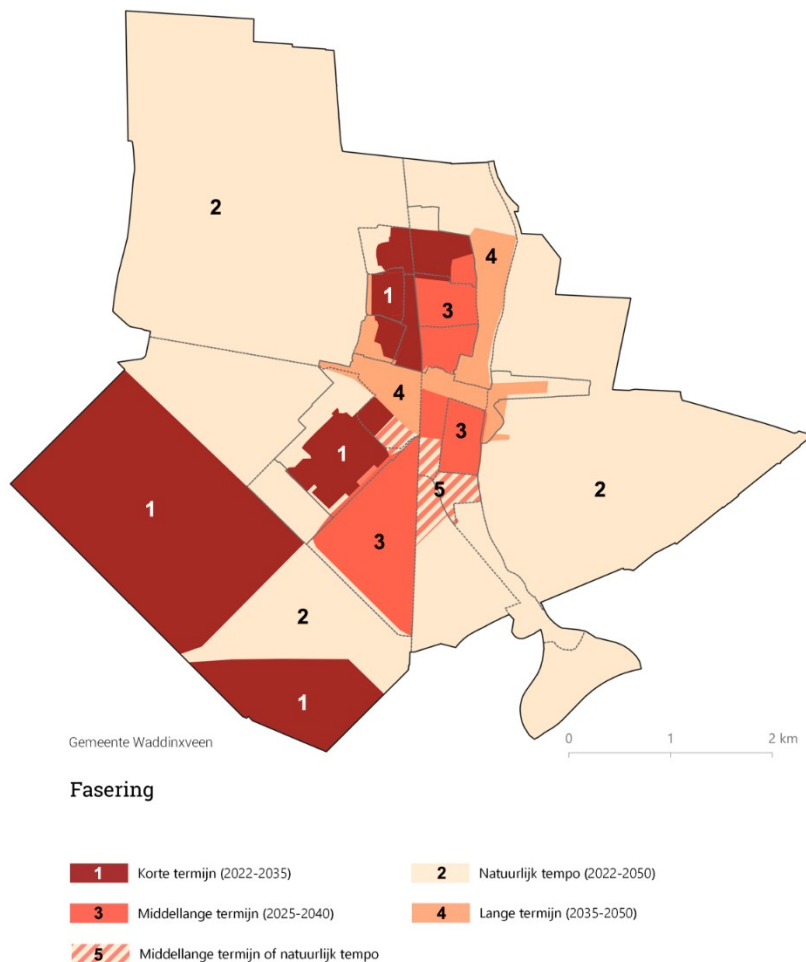 2
4
1
3
4
3
1
5
2
1
3
2
1
Gemeente Waddinxveen
0 1 2 km
Fasering
1 Korte termijn (2022-2035)
2 Natuurlijk tempo (2022-2050)
3 Middellange termijn (2025-2040)
4 Lange termijn (2035-2050)
5 Middellange termijn of natuurlijk tempo